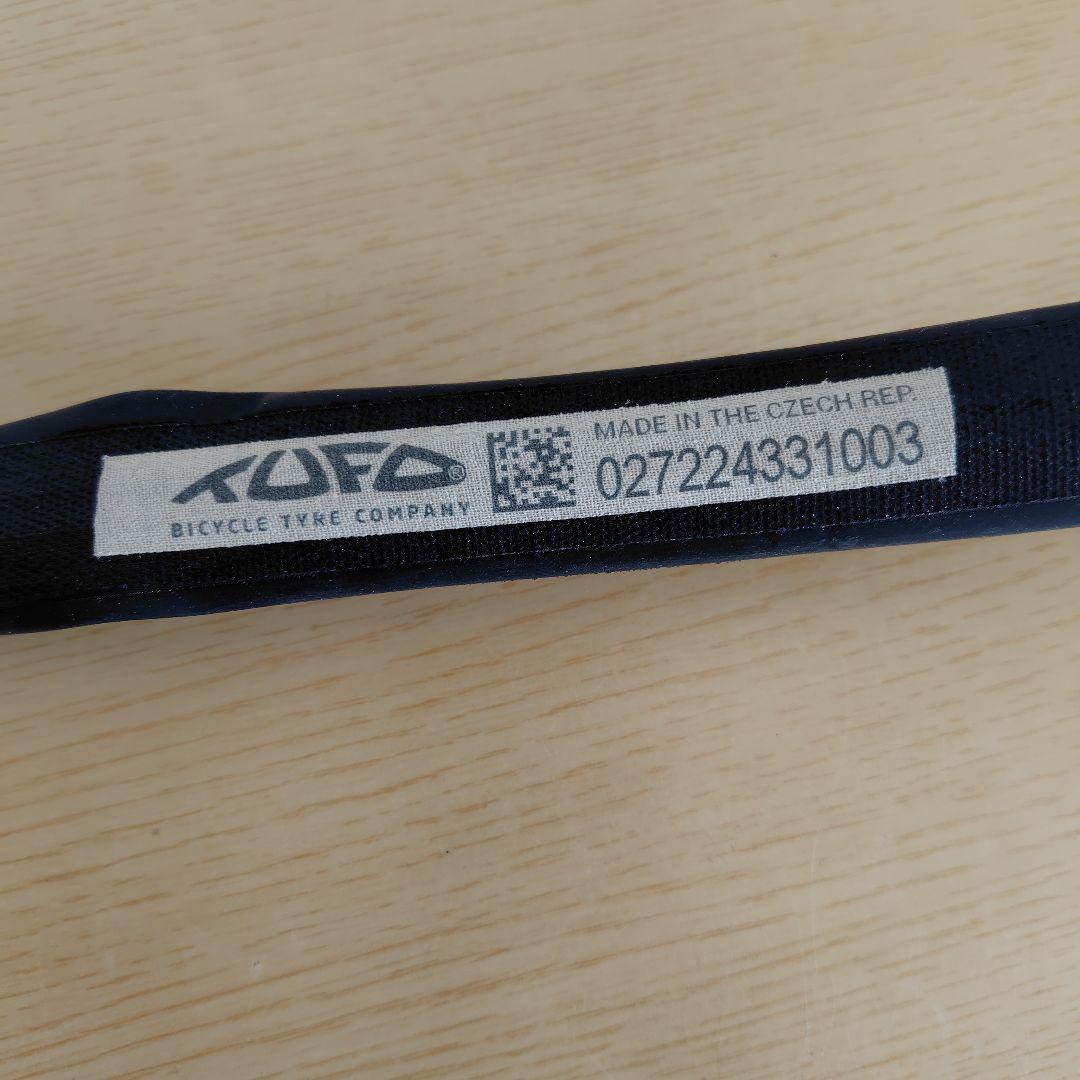 TUFO®
BICYCLE TYRE COMPANY
MADE IN THE CZECH REP.
027224331003